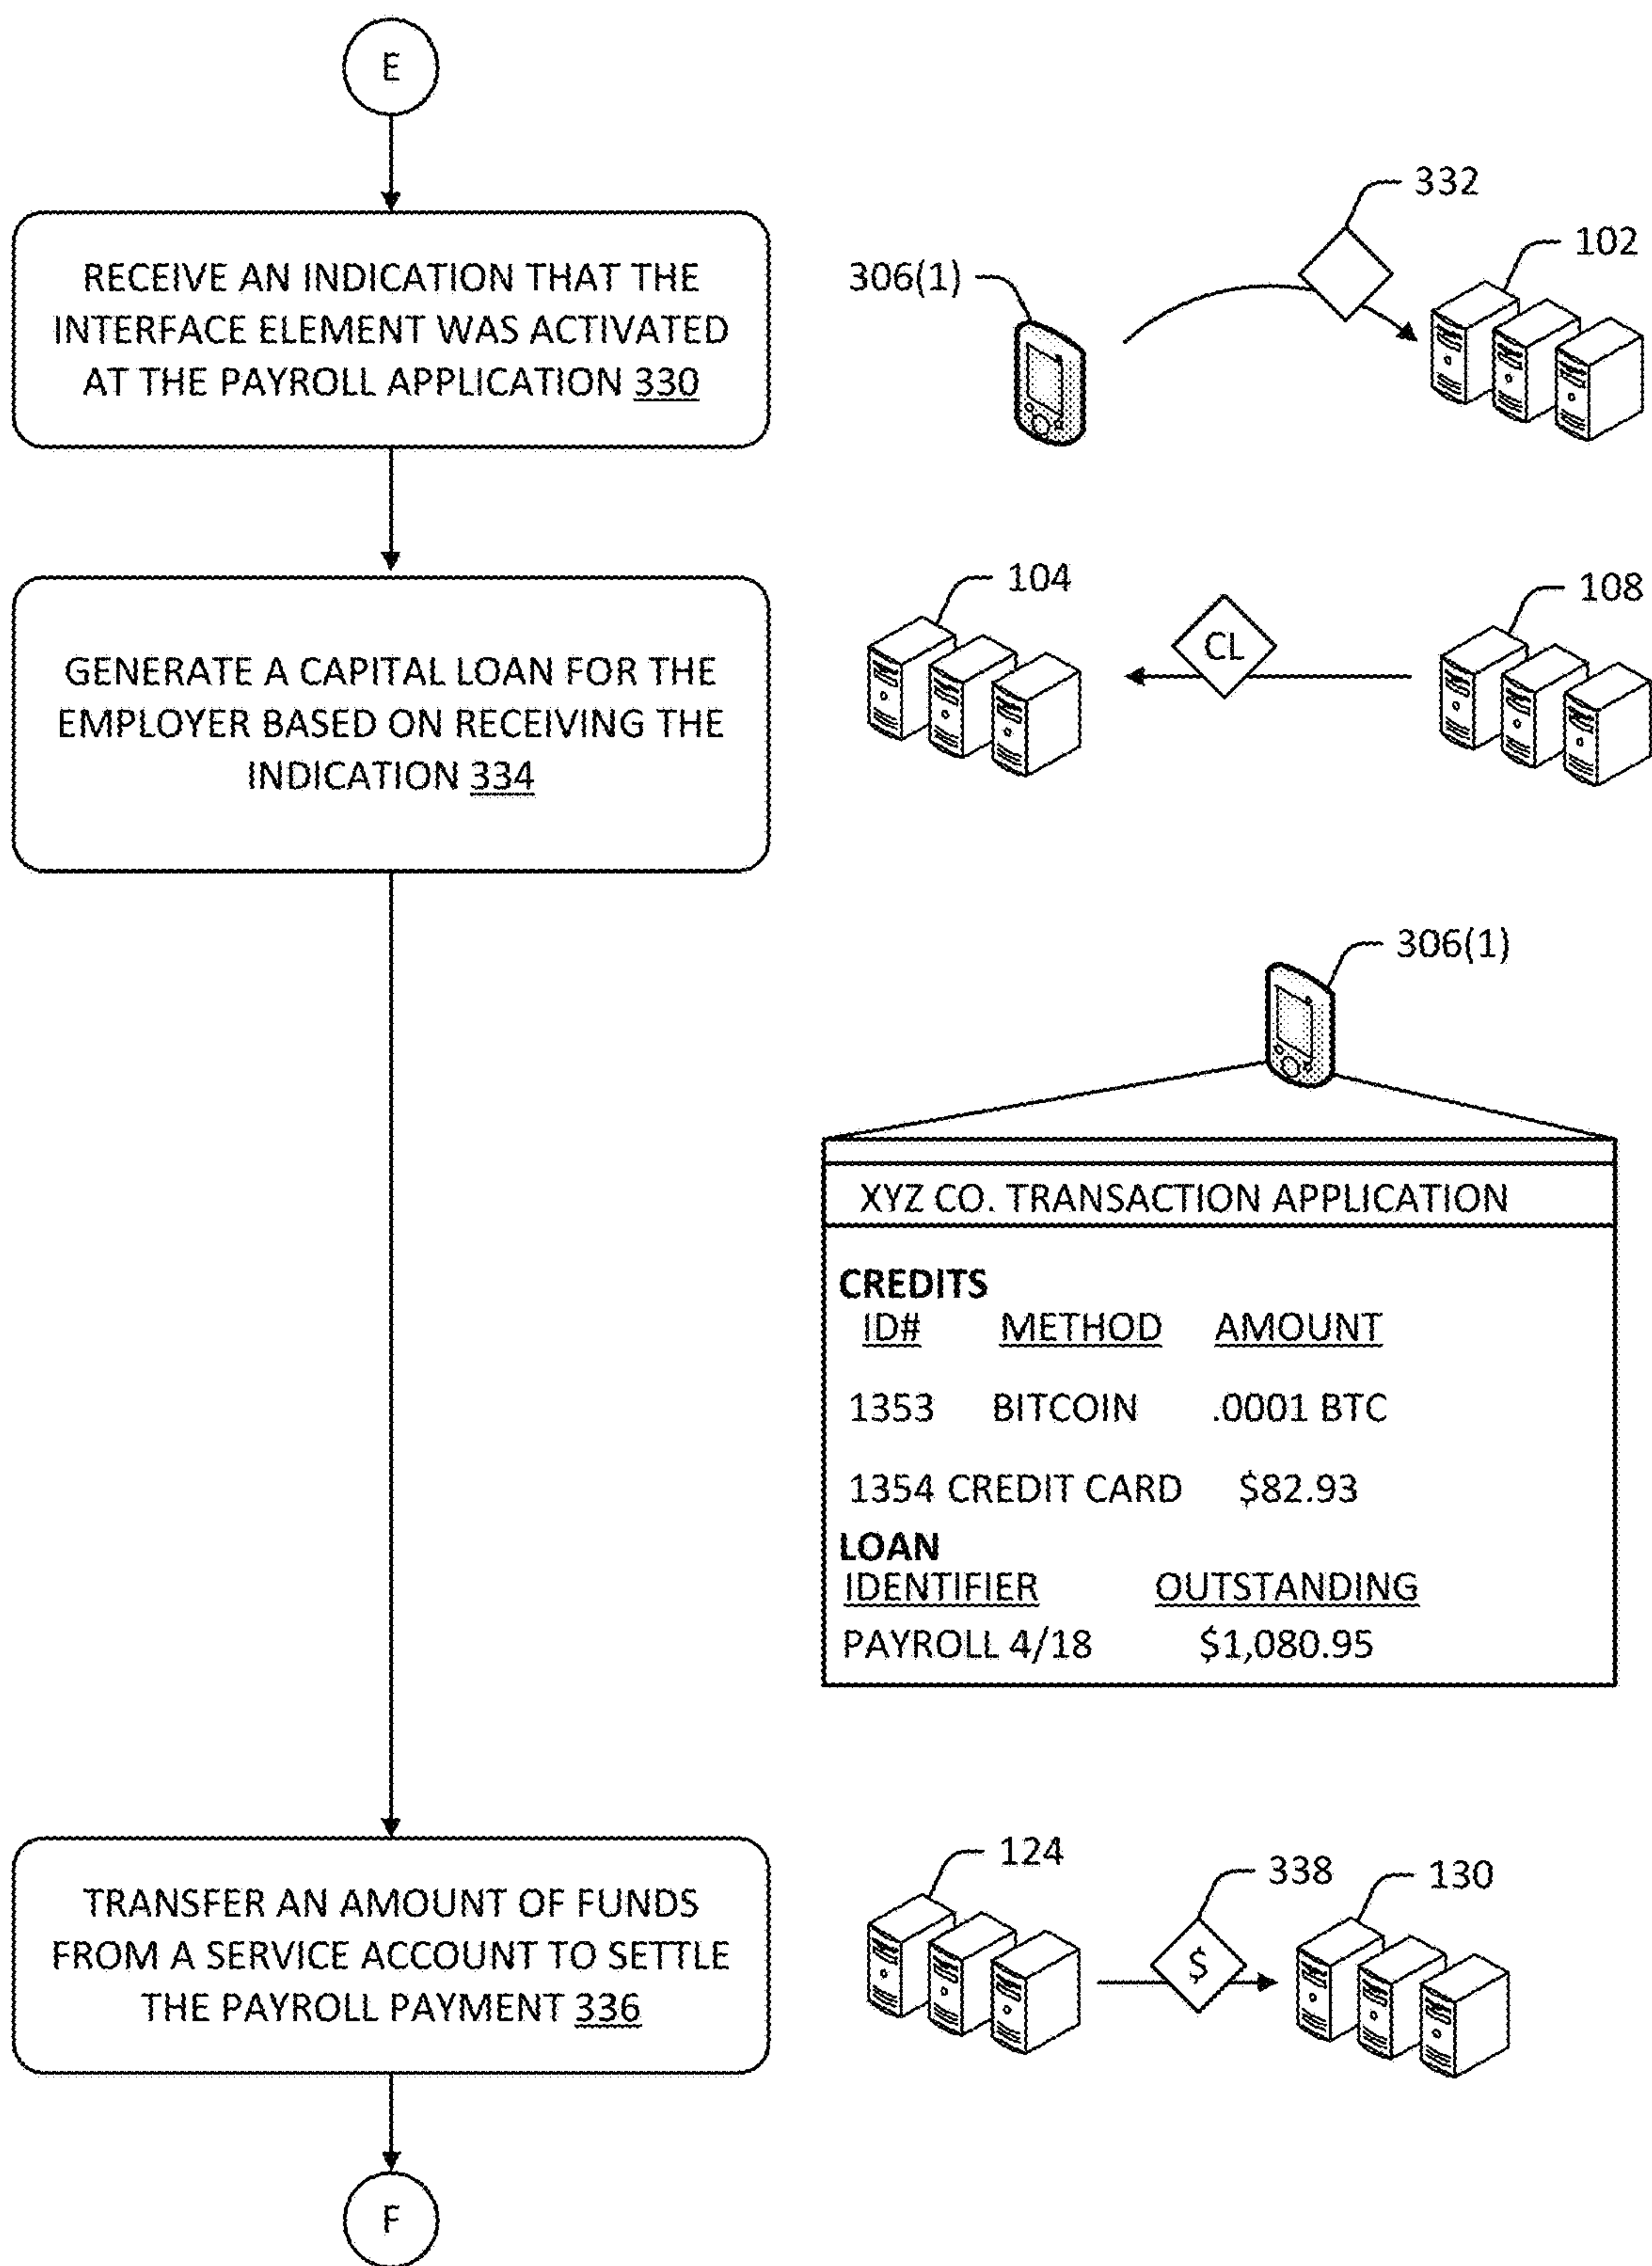 E
RECEIVE AN INDICATION THAT THE
INTERFACE ELEMENT WAS ACTIVATED
AT THE PAYROLL APPLICATION 330
332
306(1)
102
GENERATE A CAPITAL LOAN FOR THE
EMPLOYER BASED ON RECEIVING THE
INDICATION 334
104
CL
108
306(1)
XYZ CO. TRANSACTION APPLICATION
CREDITS
ID# METHOD AMOUNT
1353 BITCOIN .0001 BTC
1354 CREDIT CARD $82.93
LOAN
IDENTIFIER OUTSTANDING
PAYROLL 4/18 $1,080.95
TRANSFER AN AMOUNT OF FUNDS
FROM A SERVICE ACCOUNT TO SETTLE
THE PAYROLL PAYMENT 336
124
338
130
$
F